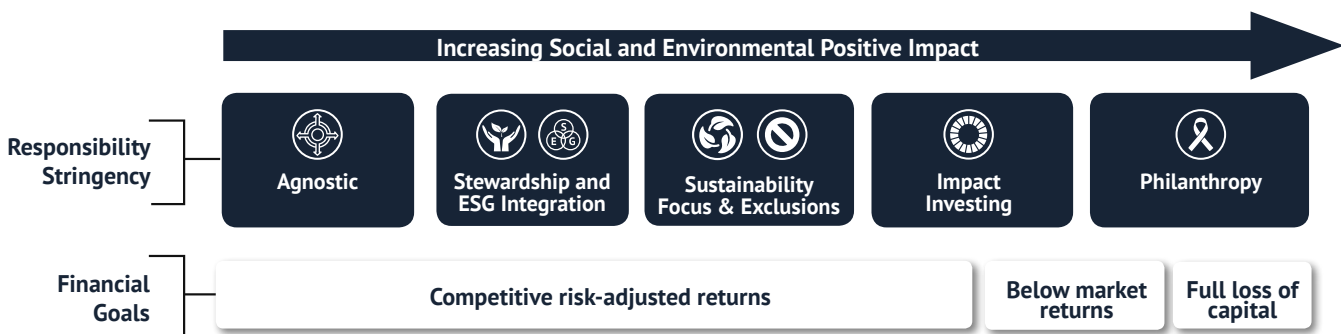 Increasing Social and Environmental Positive Impact
Responsibility
Stringency
Agnostic
S
E G
Stewardship and
ESG Integration
Sustainability
Focus & Exclusions
Impact
Investing
Philanthropy
Financial
Goals
Competitive risk-adjusted returns
Below market
returns
Full loss of
capital